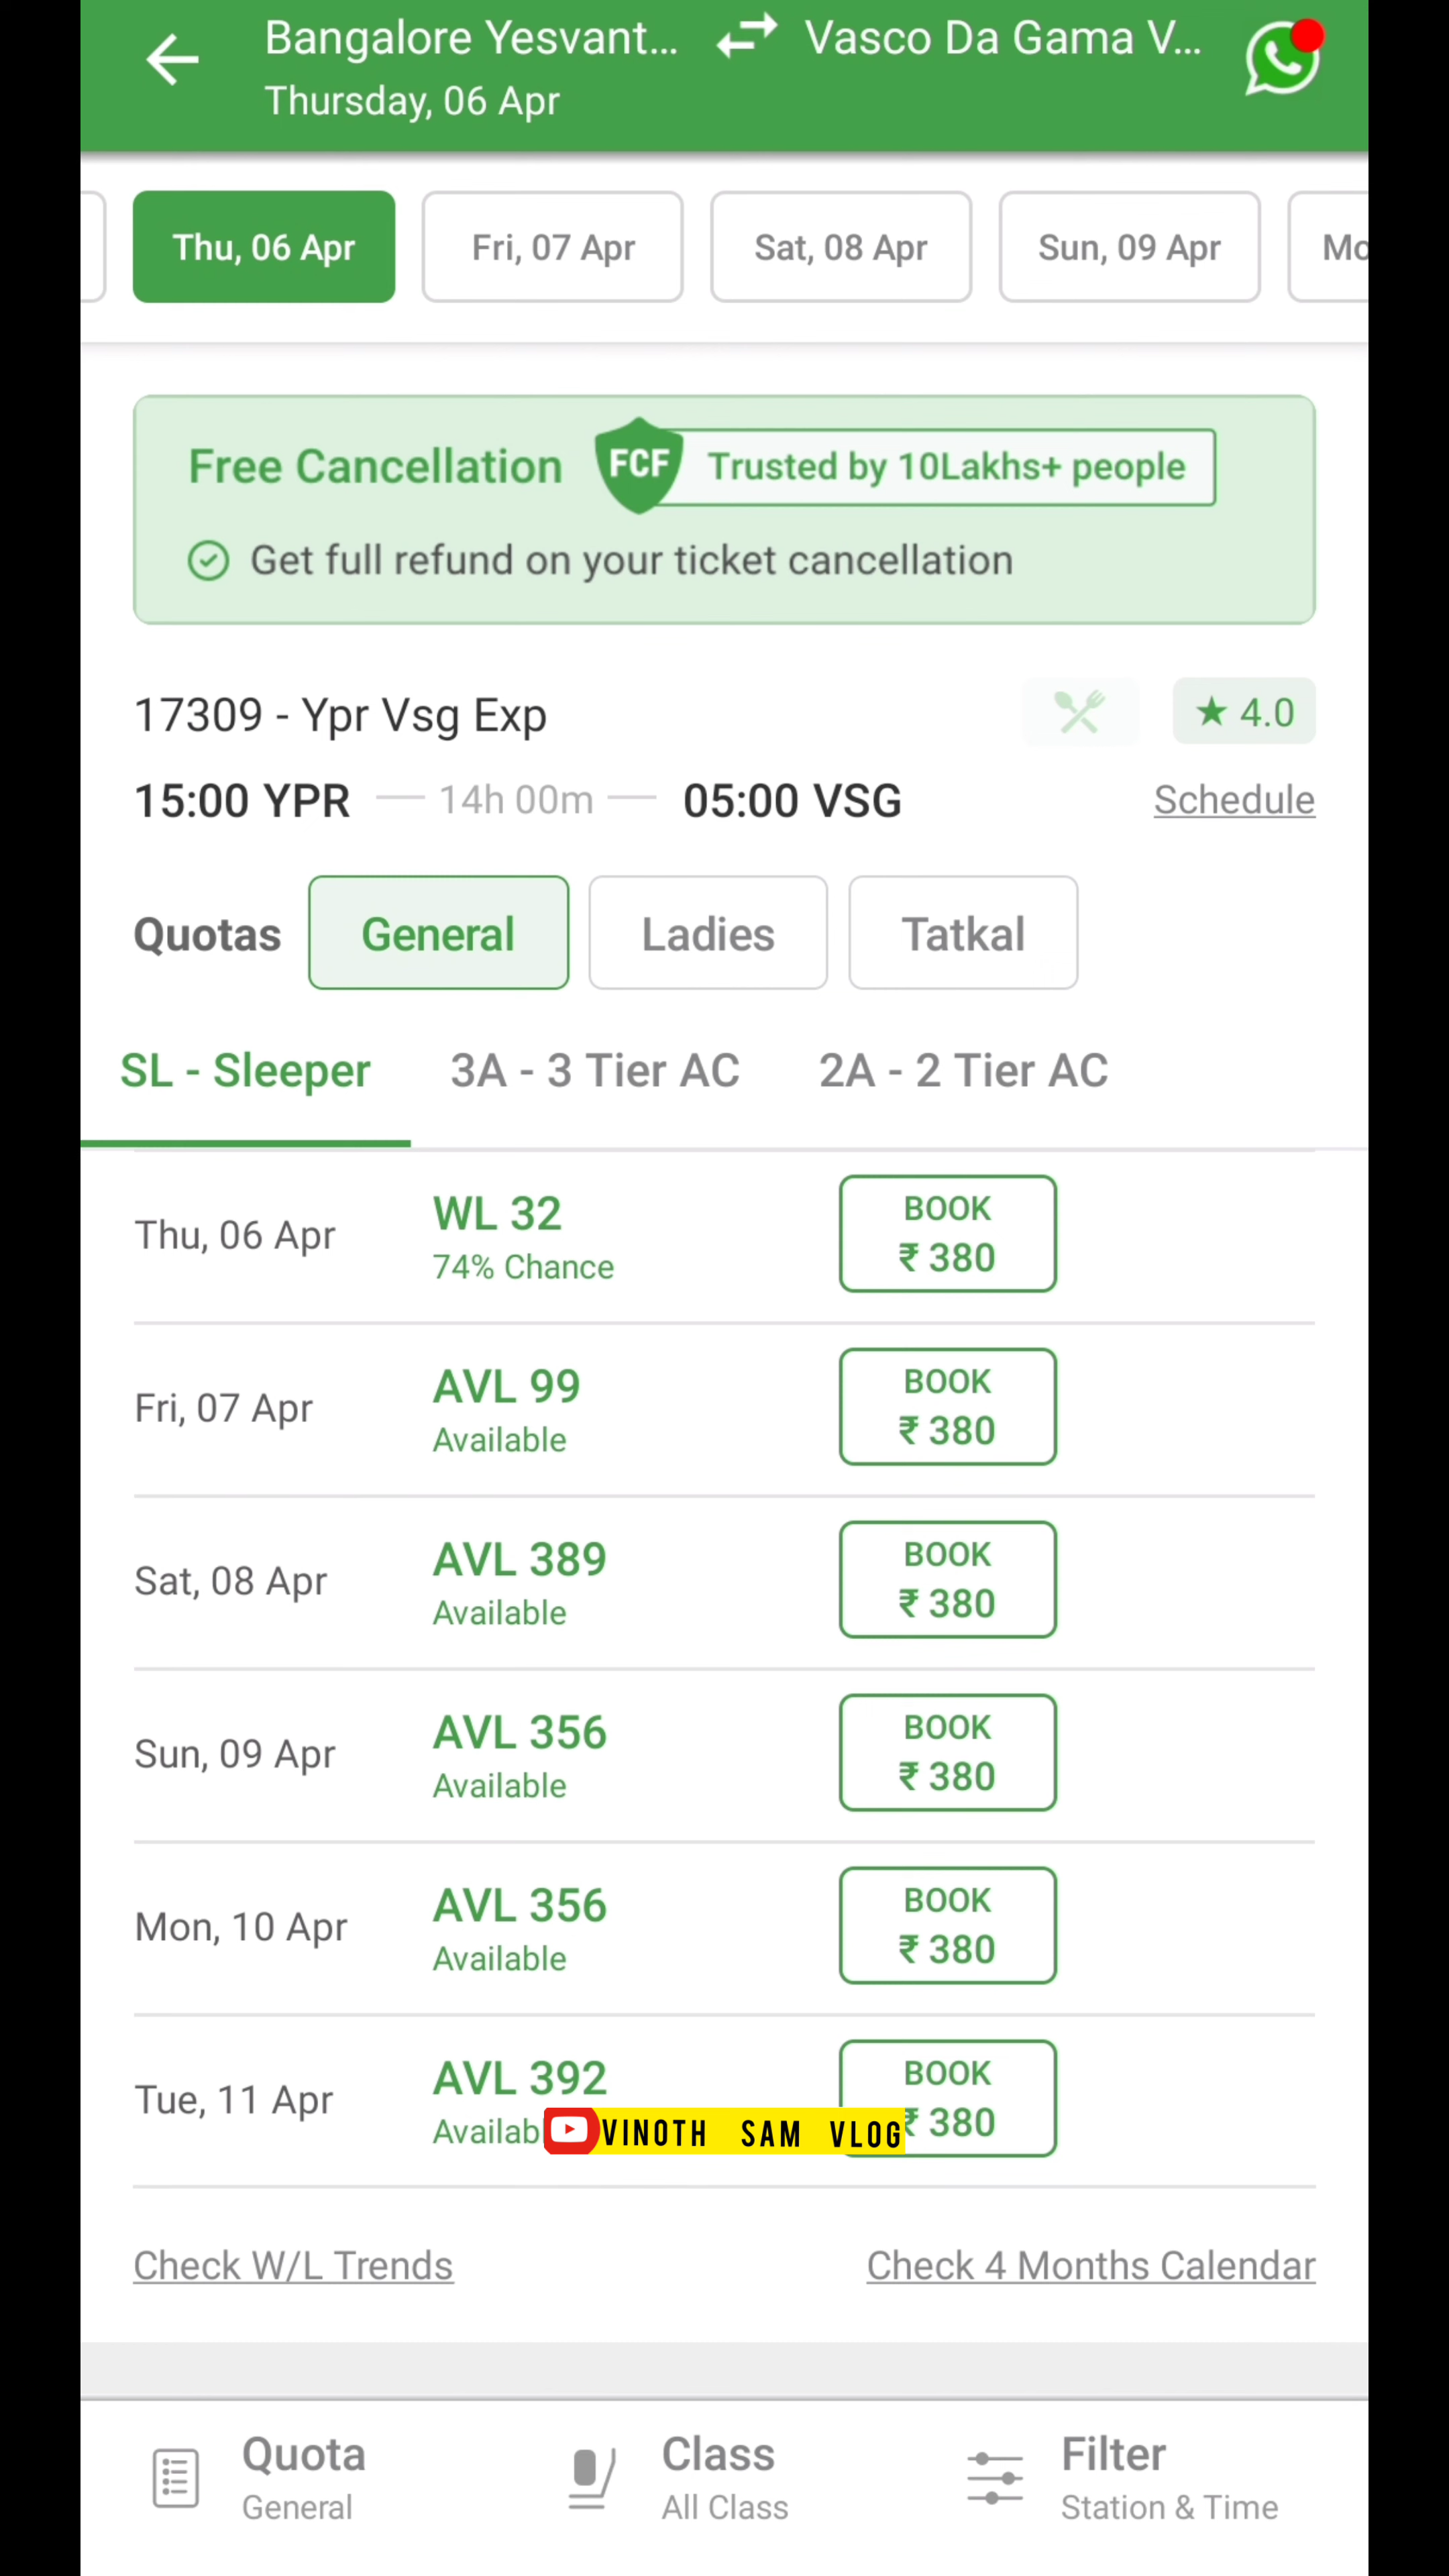 Bangalore Yesvant... Vasco Da Gama V...
Thursday, 06 Apr
Thu, 06 Apr Fri, 07 Apr Sat, 08 Apr Sun, 09 Apr Mo
Free Cancellation FCF Trusted by 10Lakhs+ people
Get full refund on your ticket cancellation
17309 - Ypr Vsg Exp ★ 4.0
15:00 YPR — 14h 00m — 05:00 VSG Schedule
Quotas General Ladies Tatkal
SL - Sleeper 3A - 3 Tier AC 2A - 2 Tier AC
Thu, 06 Apr WL 32 BOOK
74% Chance ₹ 380
Fri, 07 Apr AVL 99 BOOK
Available ₹ 380
Sat, 08 Apr AVL 389 BOOK
Available ₹ 380
Sun, 09 Apr AVL 356 BOOK
Available ₹ 380
Mon, 10 Apr AVL 356 BOOK
Available ₹ 380
Tue, 11 Apr AVL 392 BOOK
Availab VINOTH SAM VLOG ₹ 380
Check W/L Trends Check 4 Months Calendar
Quota Class Filter
General All Class Station & Time